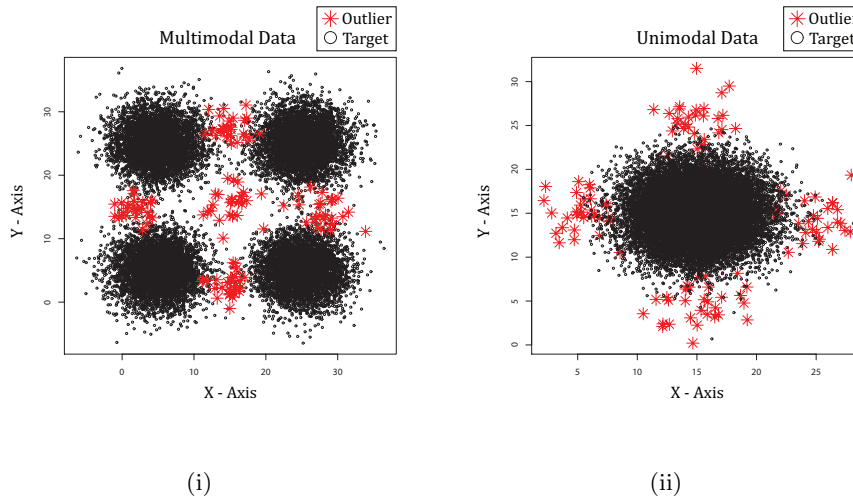 Outlier
Target
Multimodal Data
Y - Axis
0
10
20
30
0
10
20
30
X - Axis
(i)
Outlier
Target
Unimodal Data
Y - Axis
0
5
10
15
20
25
30
5
10
15
20
25
X - Axis
(ii)